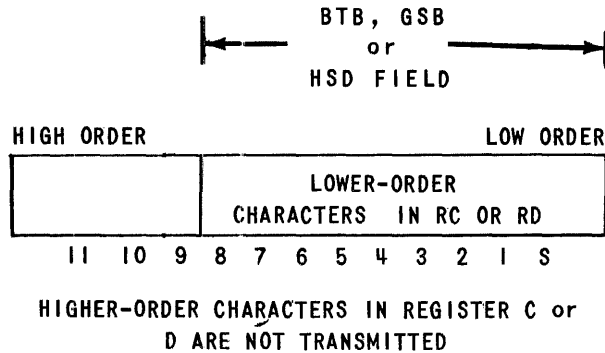 BTB, GSB
or
HSD FIELD
HIGH ORDER LOW ORDER
LOWER-ORDER
CHARACTERS IN RC OR RD
11 10 9 8 7 6 5 4 3 2 1 S
HIGHER-ORDER CHARACTERS IN REGISTER C or
D ARE NOT TRANSMITTED